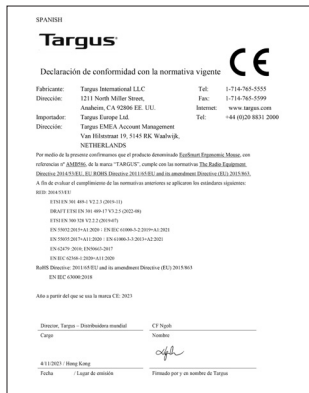 SPANISH
Targus
CE
Declaración de conformidad con la normativa vigente
Fabricante: Targus International LLC Tel: 1-714-765-5555
Dirección: 1211 North Miller Street, Fax: 1-714-765-5599
Anaheim, CA 92806 EE. UU. Internet: www.targus.com
Importador: Targus Europe Ltd. Tel: +44 (0)20 8831 2000
Dirección: Targus EMEA Account Management
Van Hilststraat 19, 5145 RK Waalwijk,
NETHERLANDS
Por medio de la presente confirmamos que el producto denominado EcoSmart Ergonomic Mouse, con
referencias nº AMB586, de la marca "TARGUS", cumple con las normativas The Radio Equipment
Directive 2014/53/EU, EU ROHS Directive 2011/65/EU and its amendment Directive (EU) 2015/863.
A fin de evaluar el cumplimiento de las normativas anteriores se aplicaron los estándares siguientes:
RED 2014/53/EU
ETSI EN 301 489-1 V2.2.3 (2019-11)
DRAFT ETSI EN 301 489-17 V3.2.5 (2022-08)
ETSI EN 300 328 V2.2.2 (2019-07)
EN 55032:2015+A1:2020 / EN IEC 61000-3-2:2019+A1:2021
EN 55035:2017+A11:2020 / EN 61000-3-3:2013+A2:2021
EN 62479 :2010; EN50663:2017
EN IEC 62368-1:2020+A11:2020
RoHS Directive: 2011/65/EU and its amendment Directive (EU) 2015/863
EN IEC 63000:2018
Año a partir del que se usa la marca CE: 2023
Director, Targus – Distribuidora mundial CF Ngoh
Cargo Nombre
4/11/2023 / Hong Kong
Fecha / Lugar de emisión Firmado por y en nombre de Targus